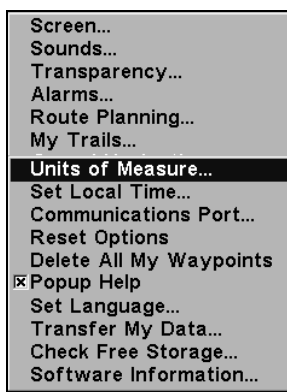 Screen...
Sounds...
Transparency...
Alarms...
Route Planning...
My Trails...
Units of Measure...
Set Local Time...
Communications Port...
Reset Options
Delete All My Waypoints
Popup Help
Set Language...
Transfer My Data...
Check Free Storage...
Software Information...